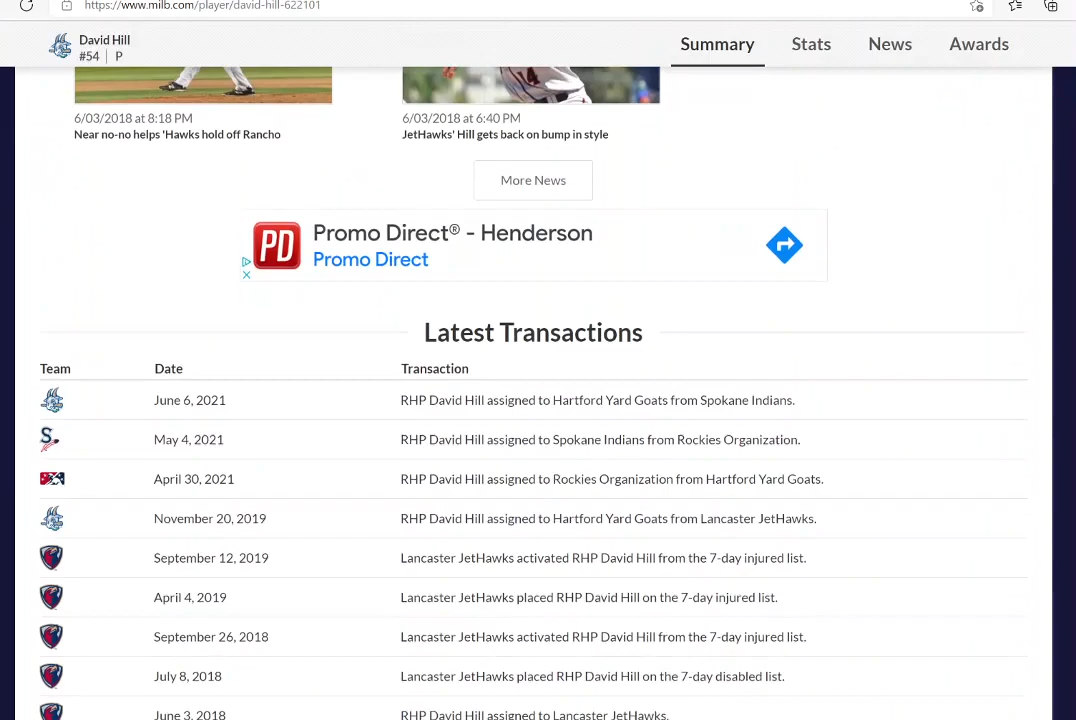 https://www.milb.com/player/david-hill-622101
David Hill
#54 | P
Summary Stats News Awards
6/03/2018 at 8:18 PM
Near no-no helps 'Hawks hold off Rancho
6/03/2018 at 6:40 PM
JetHawks' Hill gets back on bump in style
More News
PD
Promo Direct® - Henderson
Promo Direct
Latest Transactions
Team Date Transaction
June 6, 2021 RHP David Hill assigned to Hartford Yard Goats from Spokane Indians.
May 4, 2021 RHP David Hill assigned to Spokane Indians from Rockies Organization.
April 30, 2021 RHP David Hill assigned to Rockies Organization from Hartford Yard Goats.
November 20, 2019 RHP David Hill assigned to Hartford Yard Goats from Lancaster JetHawks.
September 12, 2019 Lancaster JetHawks activated RHP David Hill from the 7-day injured list.
April 4, 2019 Lancaster JetHawks placed RHP David Hill on the 7-day injured list.
September 26, 2018 Lancaster JetHawks activated RHP David Hill from the 7-day injured list.
July 8, 2018 Lancaster JetHawks placed RHP David Hill on the 7-day disabled list.
June 3, 2018 RHP David Hill assigned to Lancaster JetHawks.